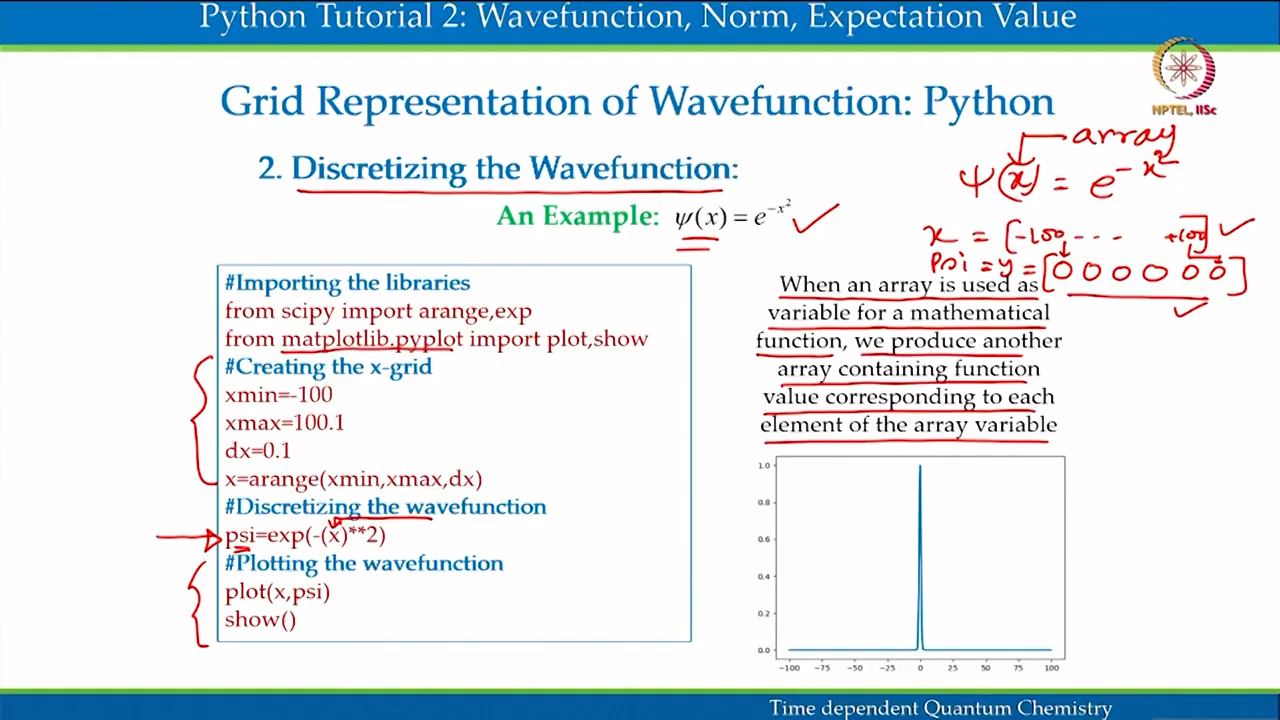 Python Tutorial 2: Wavefunction, Norm, Expectation Value
NPTEL, IISc
Grid Representation of Wavefunction: Python
2. Discretizing the Wavefunction:
An Example: ψ(x) = e^{-x^2}
array
Ψ(x) = e^{-x^2}
x = [-100 ... +100]
psi = y = [0 0 0 0 0 0]
#Importing the libraries
from scipy import arange,exp
from matplotlib.pyplot import plot,show
#Creating the x-grid
xmin=-100
xmax=100.1
dx=0.1
x=arange(xmin,xmax,dx)
#Discretizing the wavefunction
psi=exp(-(x)**2)
#Plotting the wavefunction
plot(x,psi)
show()
When an array is used as
variable for a mathematical
function, we produce another
array containing function
value corresponding to each
element of the array variable
1.0
0.8
0.6
0.4
0.2
0.0
−100 −75 −50 −25 0 25 50 75 100
Time dependent Quantum Chemistry